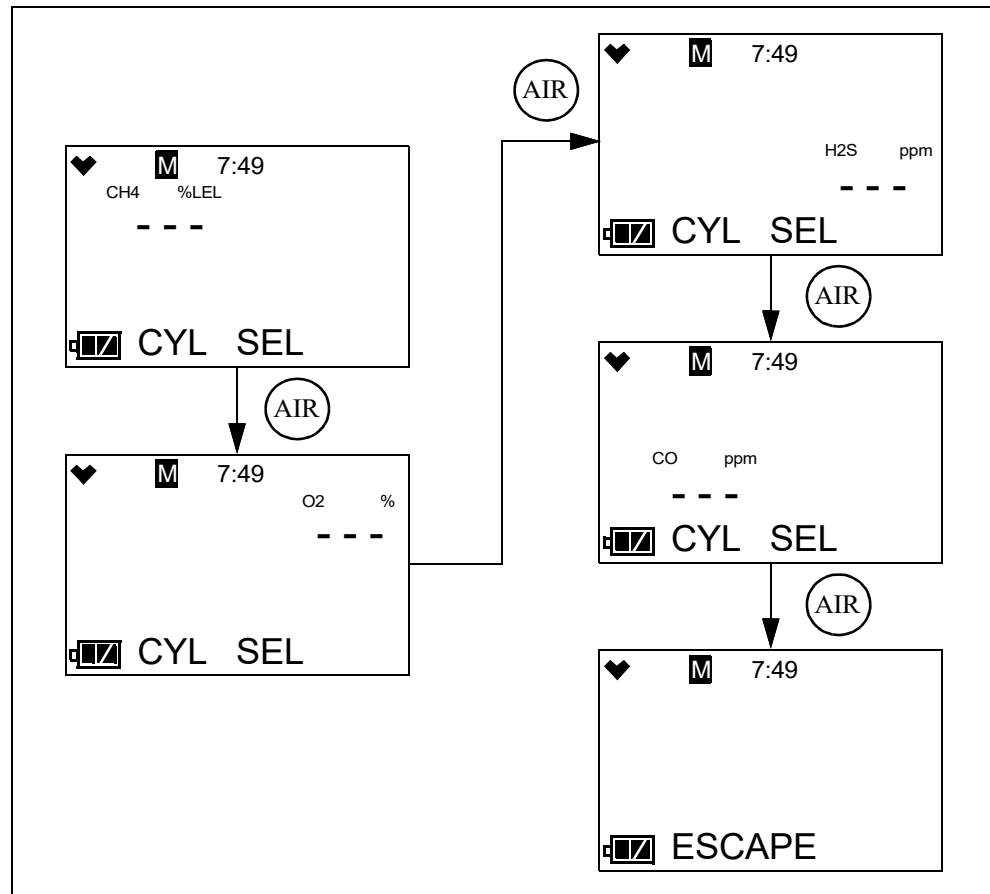 M 7:49
CH4 %LEL
- - -
CYL SEL
AIR
M 7:49
O2 %
- - -
CYL SEL
AIR
M 7:49
H2S ppm
- - -
CYL SEL
AIR
M 7:49
CO ppm
- - -
CYL SEL
AIR
M 7:49
ESCAPE